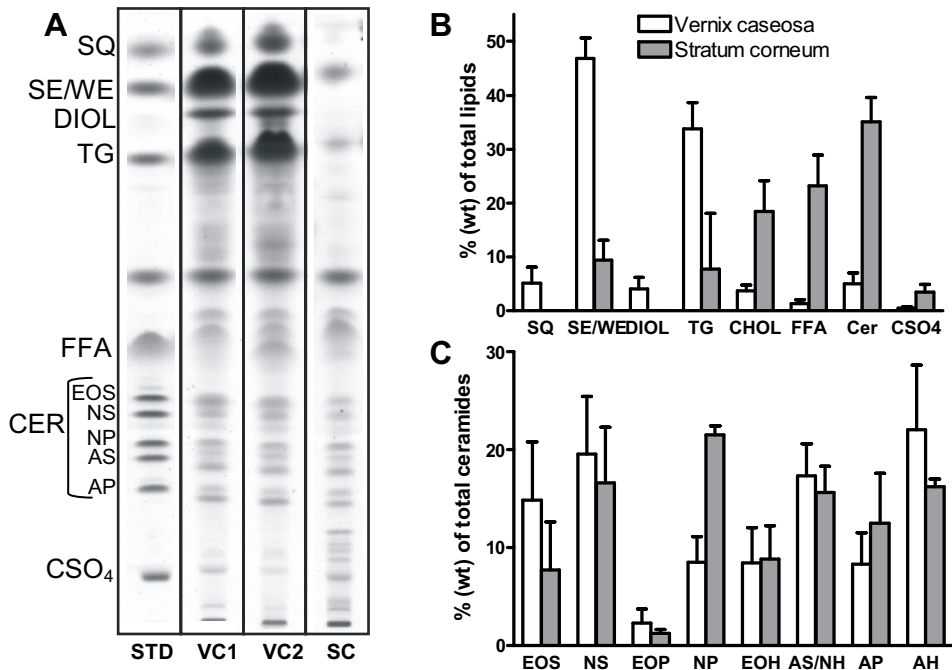 A
SQ
SE/WE
DIOL
TG
FFA
CER
EOS
NS
NP
AS
AP
CSO4
STD VC1 VC2 SC
B
Vernix caseosa
Stratum corneum
% (wt) of total lipids
50
40
30
20
10
0
SQ SE/WE DIOL TG CHOL FFA Cer CSO4
C
% (wt) of total ceramides
30
20
10
0
EOS NS EOP NP EOH AS/NH AP AH